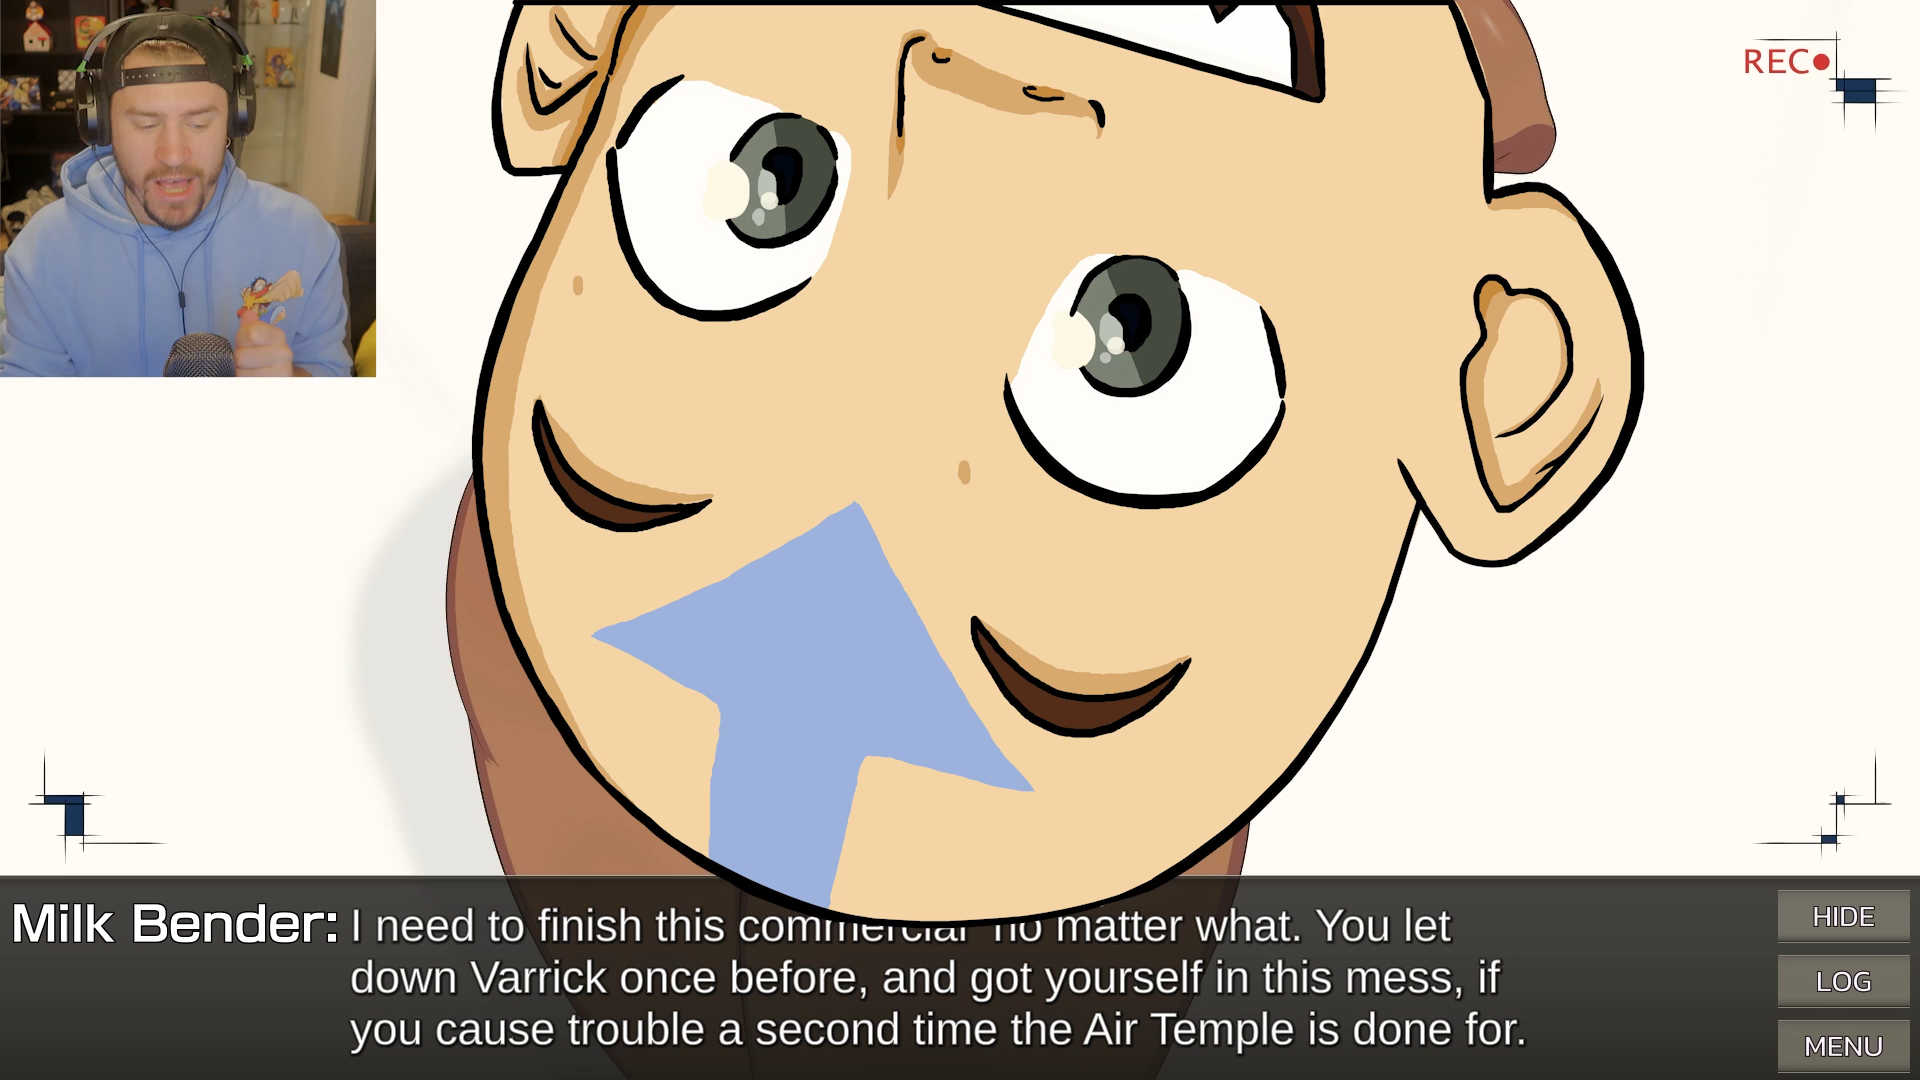 REC
Milk Bender: I need to finish this commercial no matter what. You let
down Varrick once before, and got yourself in this mess, if
you cause trouble a second time the Air Temple is done for.
HIDE
LOG
MENU